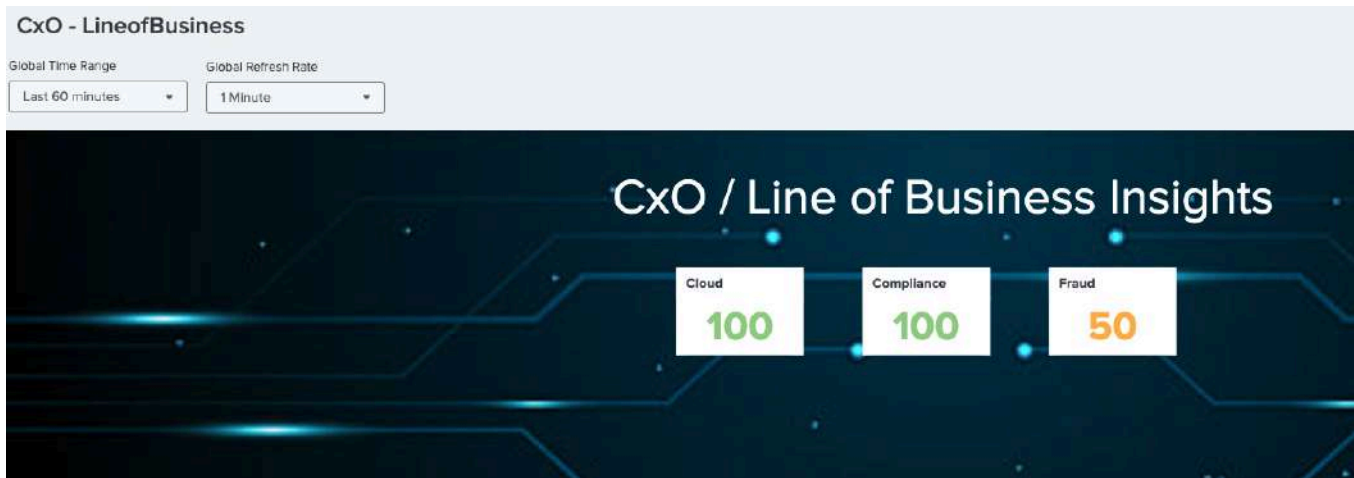 CxO - LineofBusiness
Global Time Range Global Refresh Rate
Last 60 minutes 1 Minute
CxO / Line of Business Insights
Cloud Compliance Fraud
100 100 50